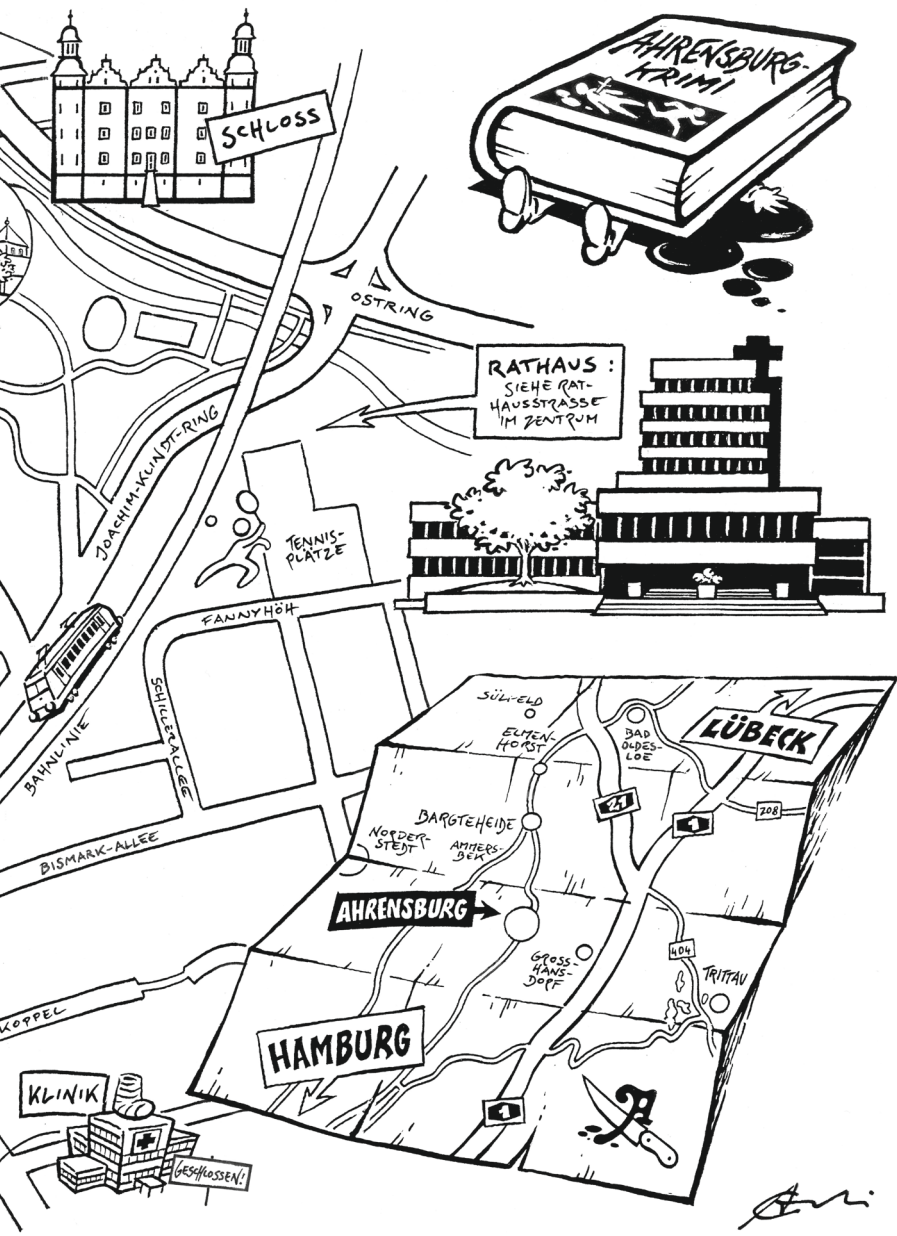 SCHLOSS
AHRENSBURG-
KRIMI
OSTRING
RATHAUS :
SIEHE RAT-
HAUSSTRASSE
IM ZENTRUM
JOACHIM-KLINDT-RING
TENNIS-
PLÄTZE
FANNYHÖH
SCHILLERALLEE
BAHNLINIE
BISMARK-ALLEE
SÜLFELD
ELMEN-
HORST
BAD
OLDES-
LOE
LÜBECK
21
1
208
BARGTEHEIDE
NORDER-
STEDT
AMMERS-
BEK
AHRENSBURG
404
GROSS-
HANS-
DORF
TRITTAU
KOPPEL
HAMBURG
KLINIK
1
A
GESCHLOSSEN!